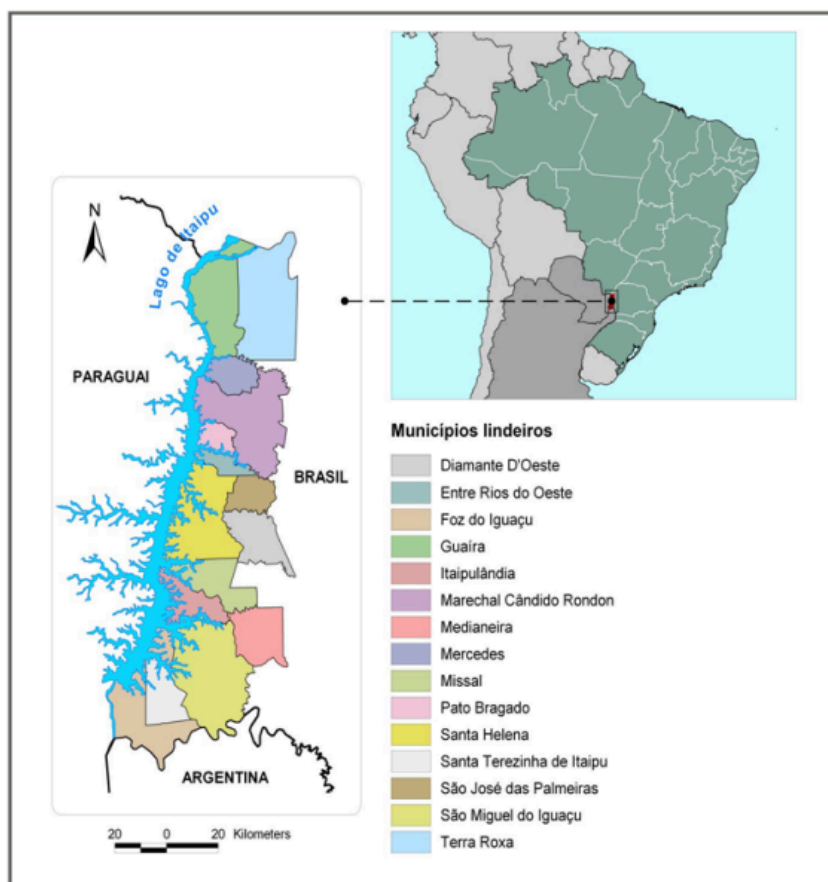 N
Lago de Itaipu
PARAGUAI
BRASIL
ARGENTINA
20 0 20 Kilometers
Municípios lindeiros
Diamante D'Oeste
Entre Rios do Oeste
Foz do Iguaçu
Guaíra
Itaipulândia
Marechal Cândido Rondon
Medianeira
Mercedes
Missal
Pato Bragado
Santa Helena
Santa Terezinha de Itaipu
São José das Palmeiras
São Miguel do Iguaçu
Terra Roxa